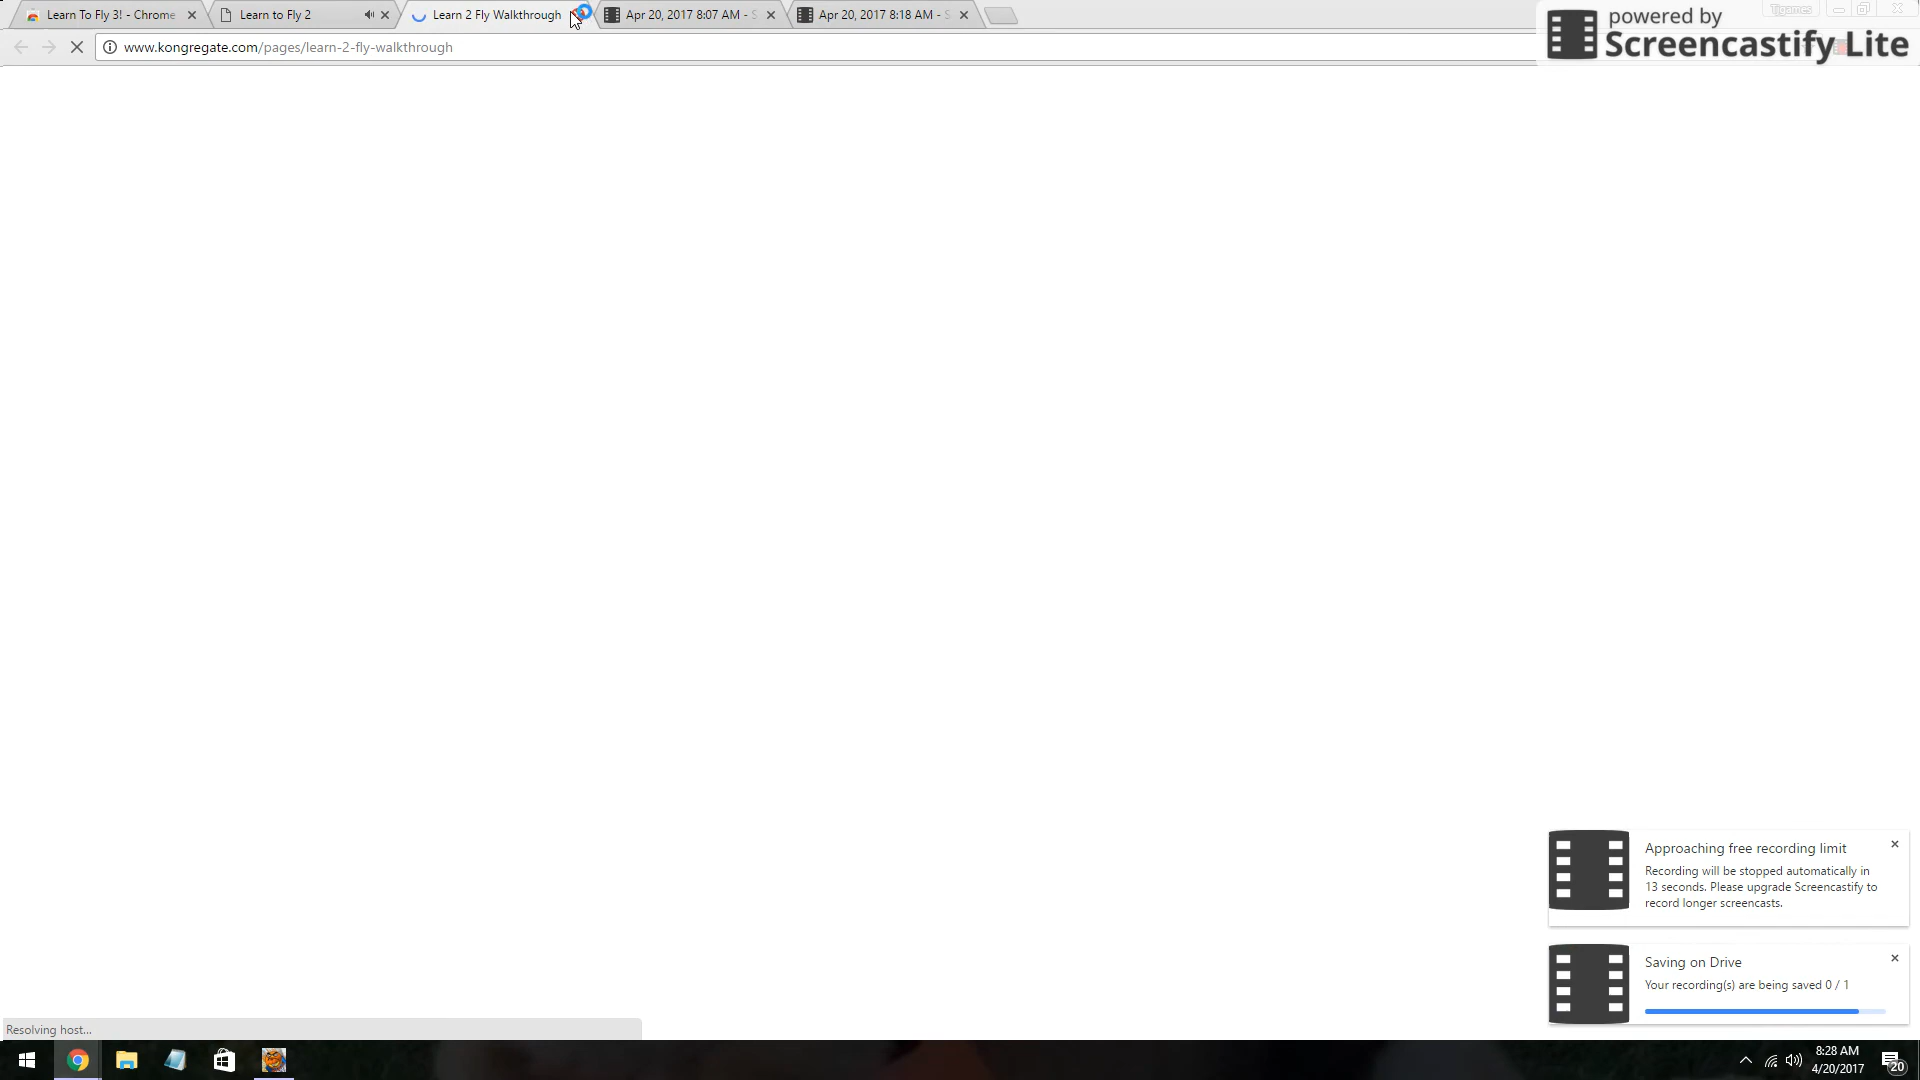 Learn To Fly 3! - Chrome
Learn to Fly 2
Learn 2 Fly Walkthrough
Apr 20, 2017 8:07 AM - S
Apr 20, 2017 8:18 AM - S
Tjgames
www.kongregate.com/pages/learn-2-fly-walkthrough
powered by
Screencastify Lite
Approaching free recording limit
Recording will be stopped automatically in
13 seconds. Please upgrade Screencastify to
record longer screencasts.
Saving on Drive
Your recording(s) are being saved 0 / 1
Resolving host...
8:28 AM
4/20/2017
20